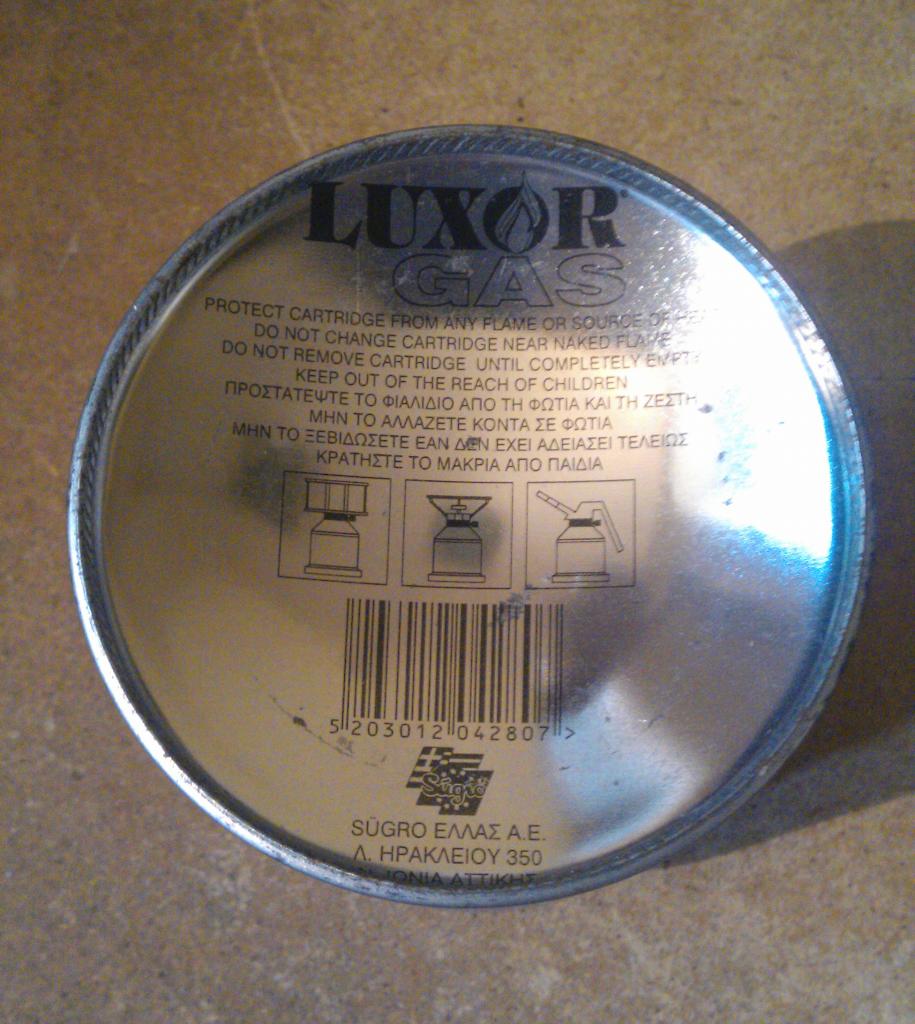 LUXOR
GAS
PROTECT CARTRIDGE FROM ANY FLAME OR SOURCE OF HEAT
DO NOT CHANGE CARTRIDGE NEAR NAKED FLAME
DO NOT REMOVE CARTRIDGE UNTIL COMPLETELY EMPTY
KEEP OUT OF THE REACH OF CHILDREN
ΠΡΟΣΤΑΤΕΨΤΕ ΤΟ ΦΙΑΛΙΔΙΟ ΑΠΟ ΤΗ ΦΩΤΙΑ ΚΑΙ ΤΗ ΖΕΣΤΗ
ΜΗΝ ΤΟ ΑΛΛΑΖΕΤΕ ΚΟΝΤΑ ΣΕ ΦΩΤΙΑ
ΜΗΝ ΤΟ ΞΕΒΙΔΩΣΕΤΕ ΕΑΝ ΔΕΝ ΕΧΕΙ ΑΔΕΙΑΣΕΙ ΤΕΛΕΙΩΣ
ΚΡΑΤΗΣΤΕ ΤΟ ΜΑΚΡΙΑ ΑΠΟ ΠΑΙΔΙΑ
5 203012 042807 >
Sügro
SÜGRO ΕΛΛΑΣ Α.Ε.
Λ. ΗΡΑΚΛΕΙΟΥ 350
ΑΤΤΙΚΗΣ